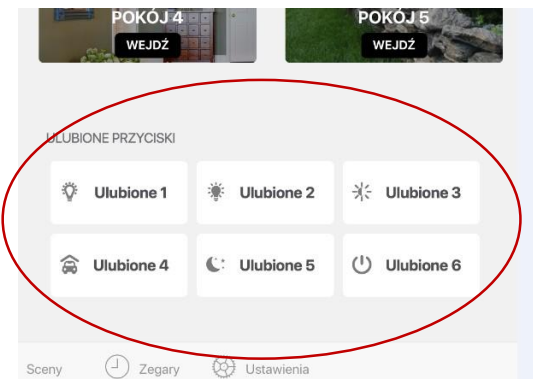 POKÓJ 4 POKÓJ 5
WEJDŹ WEJDŹ
ULUBIONE PRZYCISKI
Ulubione 1 Ulubione 2 Ulubione 3
Ulubione 4 Ulubione 5 Ulubione 6
Sceny Zegary Ustawienia